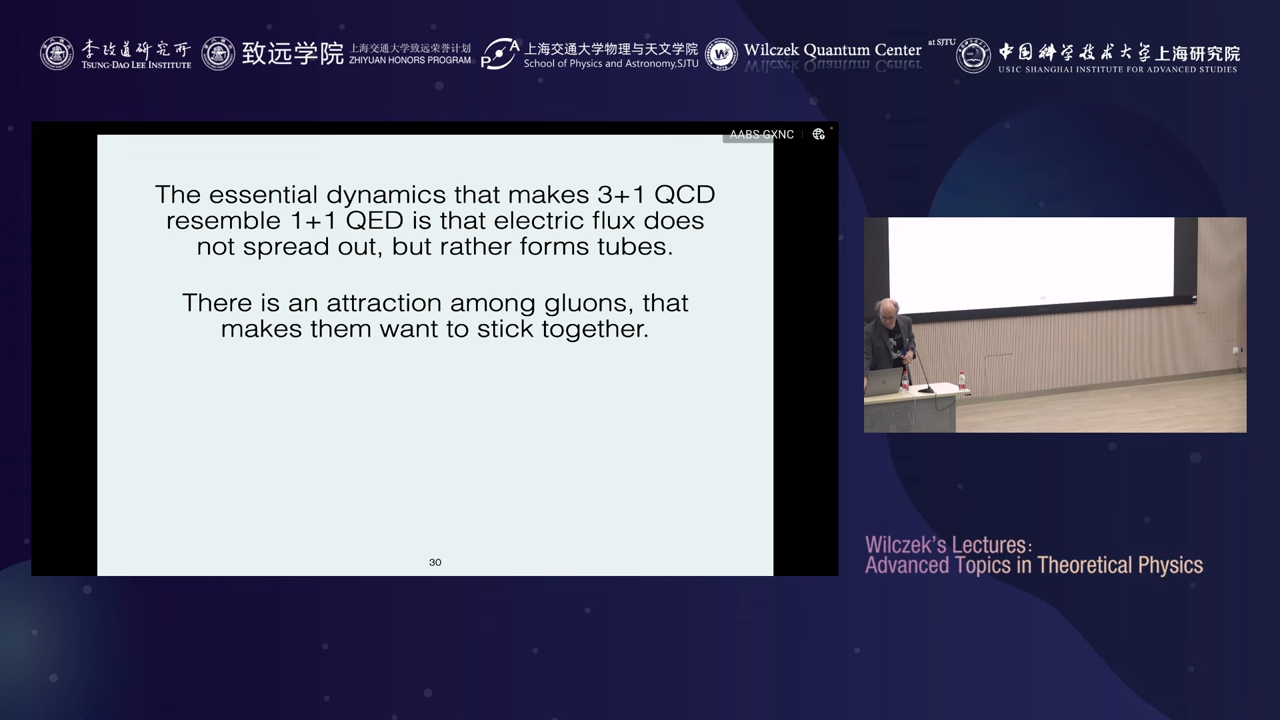 李政道研究所
TSUNG-DAO LEE INSTITUTE
致远学院
上海交通大学致远荣誉计划
ZHIYUAN HONORS PROGRAM
上海交通大学物理与天文学院
School of Physics and Astronomy,SJTU
Wilczek Quantum Center
at SJTU
中国科学技术大学上海研究院
USTC SHANGHAI INSTITUTE FOR ADVANCED STUDIES
AABS GXNC
The essential dynamics that makes 3+1 QCD
resemble 1+1 QED is that electric flux does
not spread out, but rather forms tubes.
There is an attraction among gluons, that
makes them want to stick together.
30
Wilczek's Lectures:
Advanced Topics in Theoretical Physics